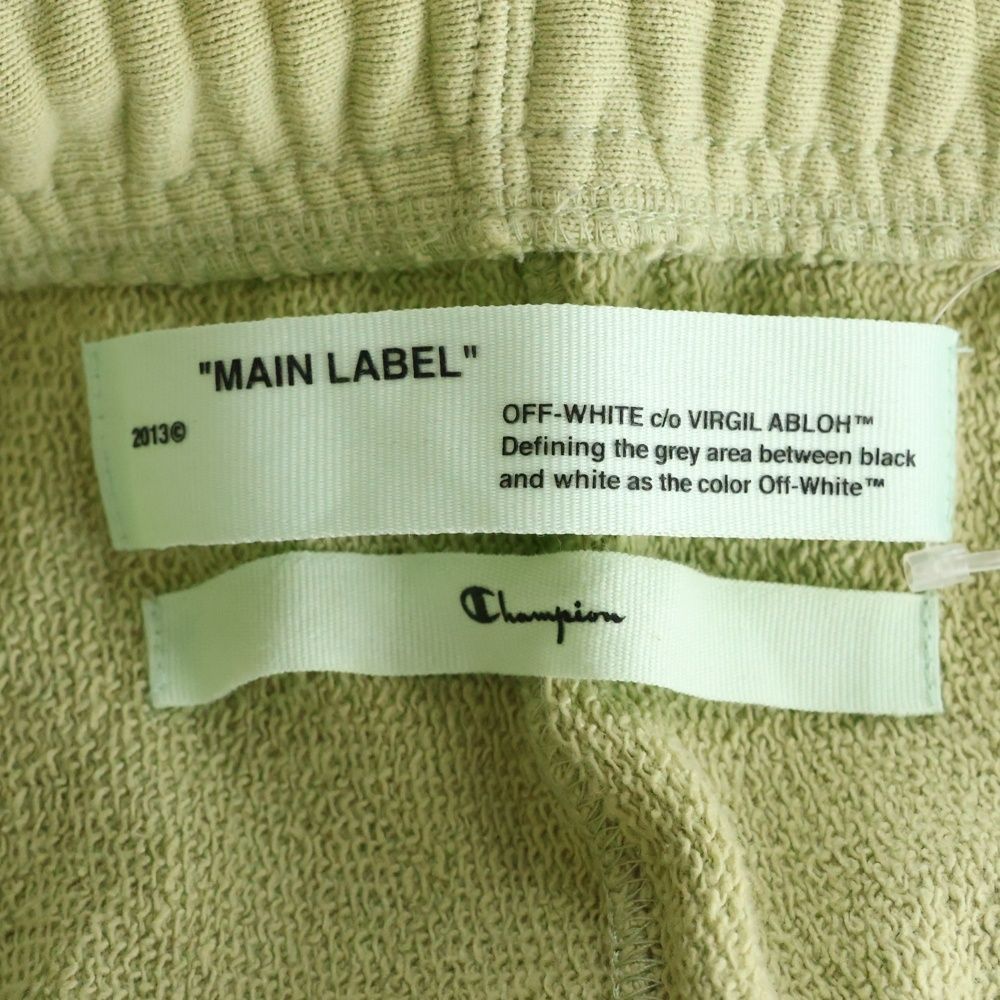 "MAIN LABEL"
2013©
OFF-WHITE c/o VIRGIL ABLOH™
Defining the grey area between black
and white as the color Off-White™
Champion